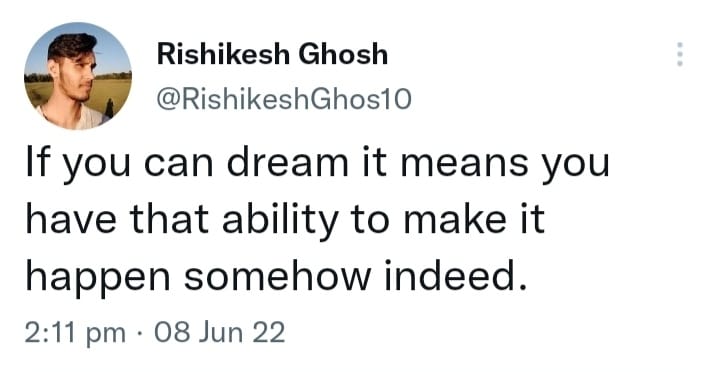 Rishikesh Ghosh
@RishikeshGhos10
If you can dream it means you
have that ability to make it
happen somehow indeed.
2:11 pm · 08 Jun 22